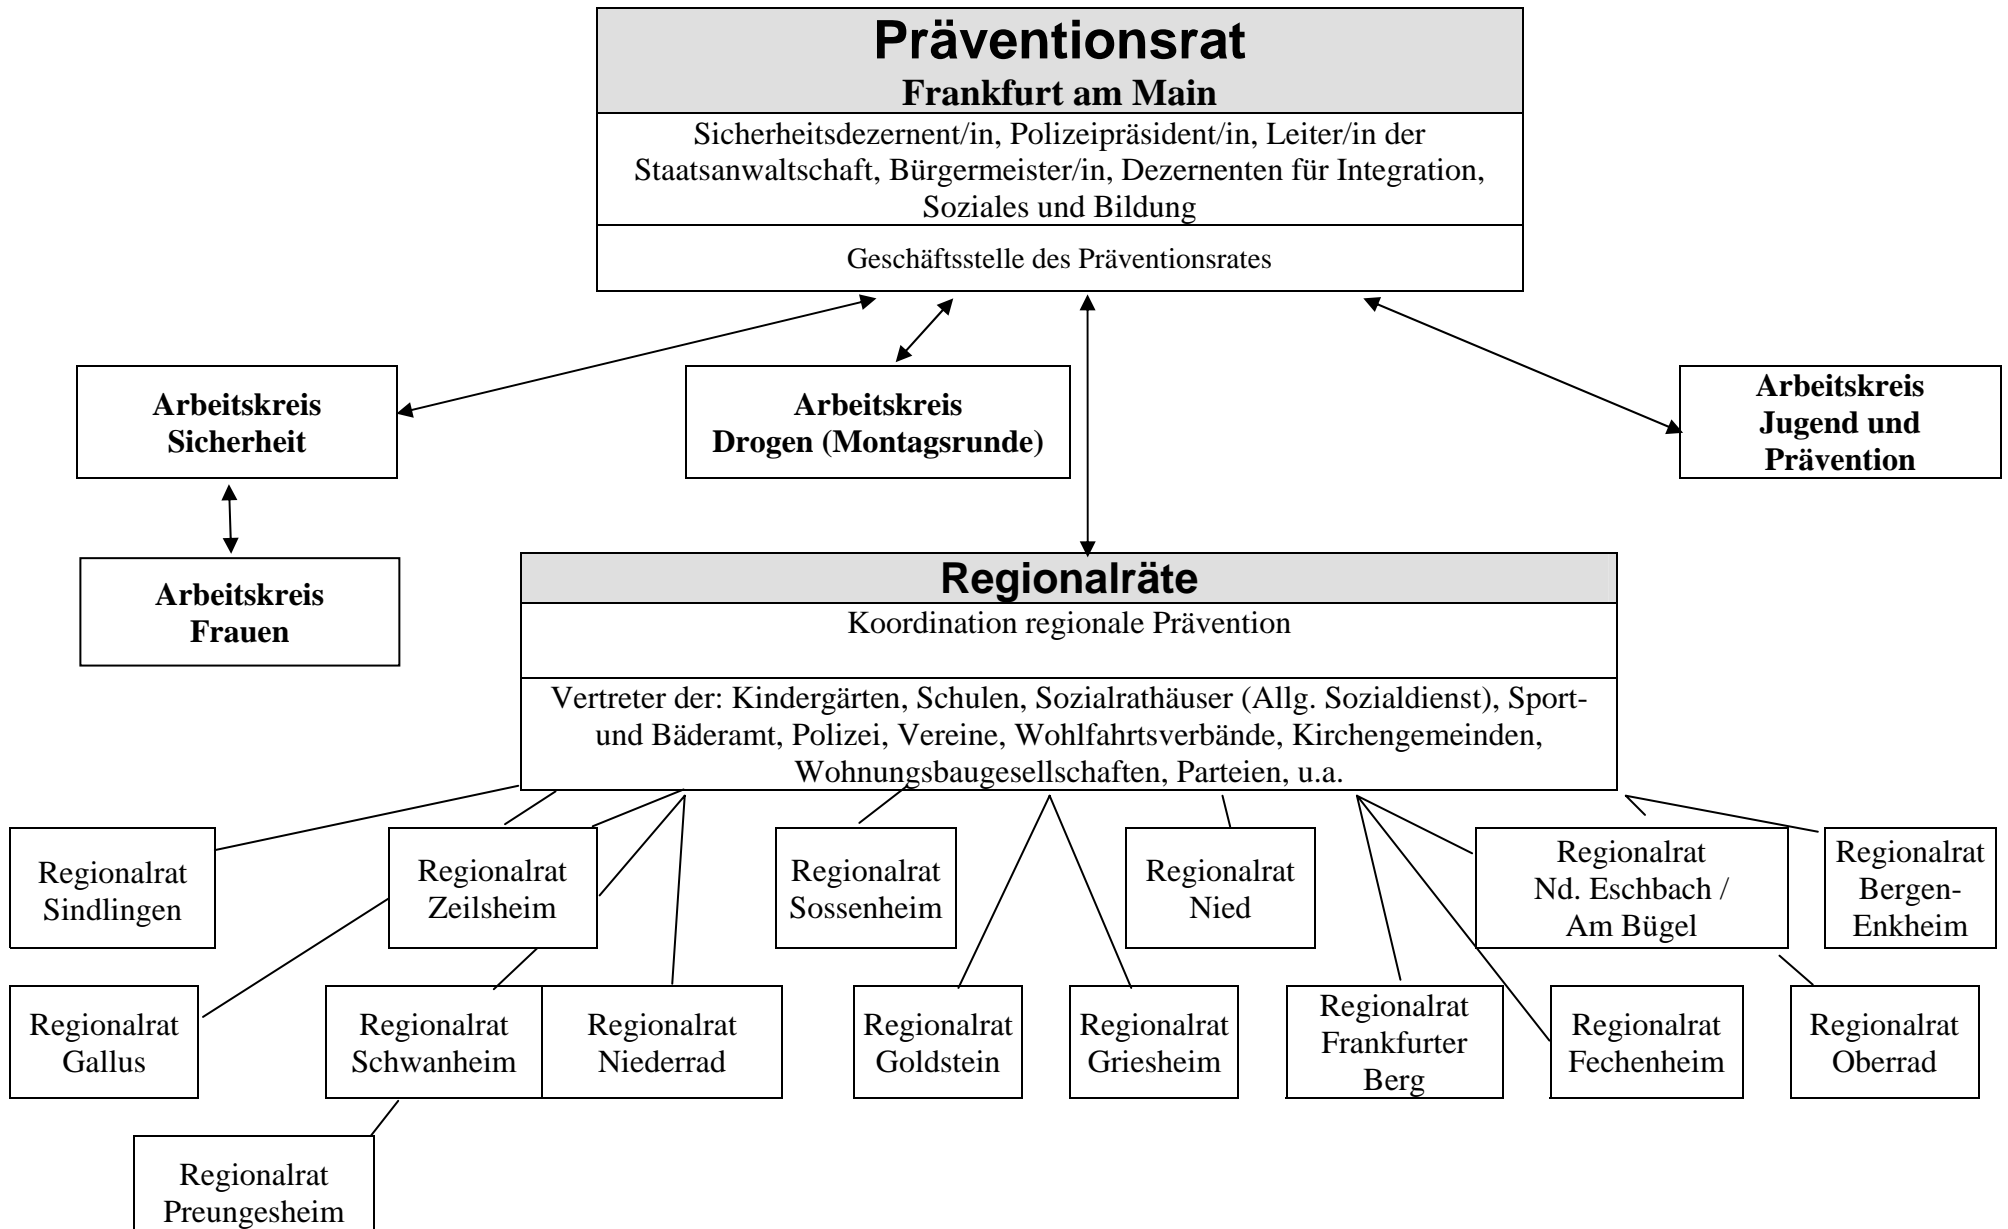 Präventionsrat
Frankfurt am Main
Sicherheitsdezernent/in, Polizeipräsident/in, Leiter/in der
Staatsanwaltschaft, Bürgermeister/in, Dezernenten für Integration,
Soziales und Bildung
Geschäftsstelle des Präventionsrates
Arbeitskreis
Sicherheit
Arbeitskreis
Drogen (Montagsrunde)
Arbeitskreis
Jugend und
Prävention
Arbeitskreis
Frauen
Regionalräte
Koordination regionale Prävention
Vertreter der: Kindergärten, Schulen, Sozialrathäuser (Allg. Sozialdienst), Sport-
und Bäderamt, Polizei, Vereine, Wohlfahrtsverbände, Kirchengemeinden,
Wohnungsbaugesellschaften, Parteien, u.a.
Regionalrat
Sindlingen
Regionalrat
Zeilsheim
Regionalrat
Sossenheim
Regionalrat
Nied
Regionalrat
Nd. Eschbach /
Am Bügel
Regionalrat
Bergen-
Enkheim
Regionalrat
Gallus
Regionalrat
Schwanheim
Regionalrat
Niederrad
Regionalrat
Goldstein
Regionalrat
Griesheim
Regionalrat
Frankfurter
Berg
Regionalrat
Fechenheim
Regionalrat
Oberrad
Regionalrat
Preungesheim